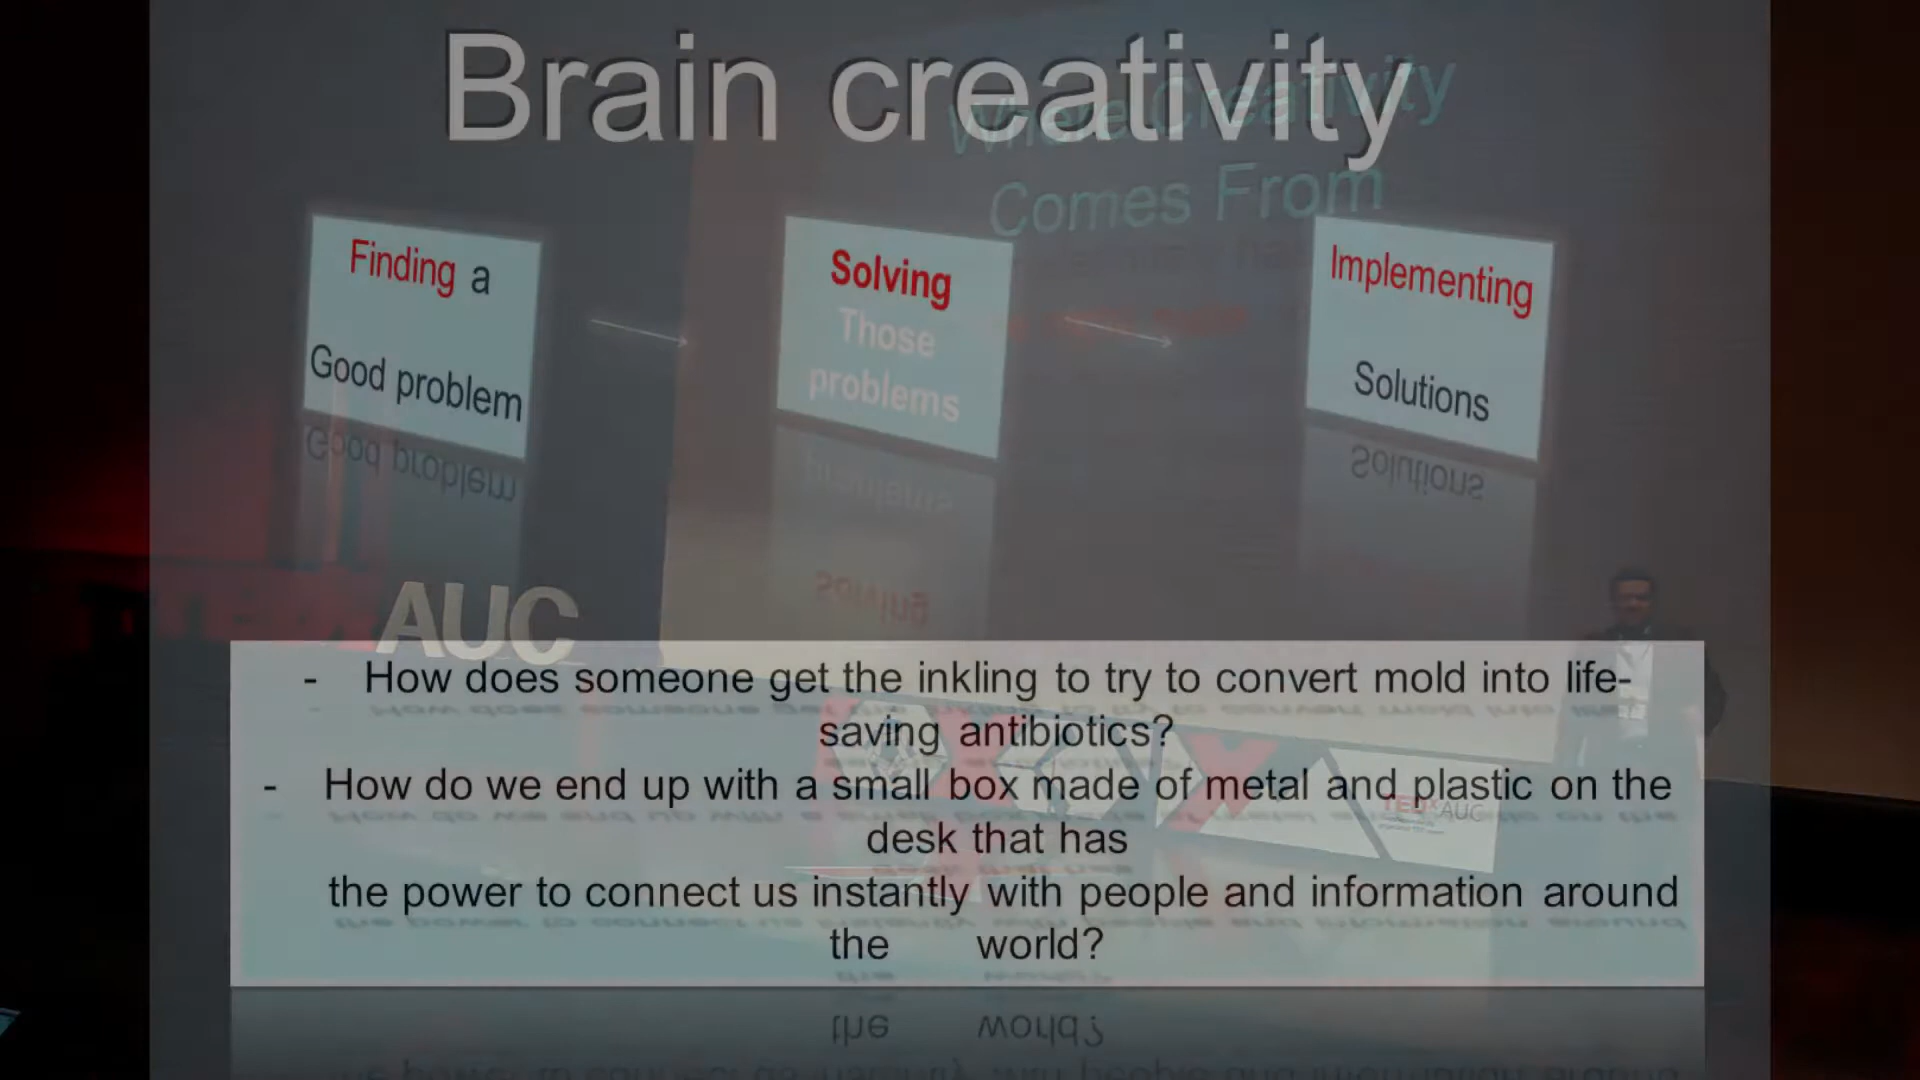 Brain creativity
Where Creativity
Comes From
Finding a
Good problem
Solving
Those
problems
Implementing
Solutions
AUC
- How does someone get the inkling to try to convert mold into life-
saving antibiotics?
- How do we end up with a small box made of metal and plastic on the
desk that has
the power to connect us instantly with people and information around
the world?
TEDxAUC